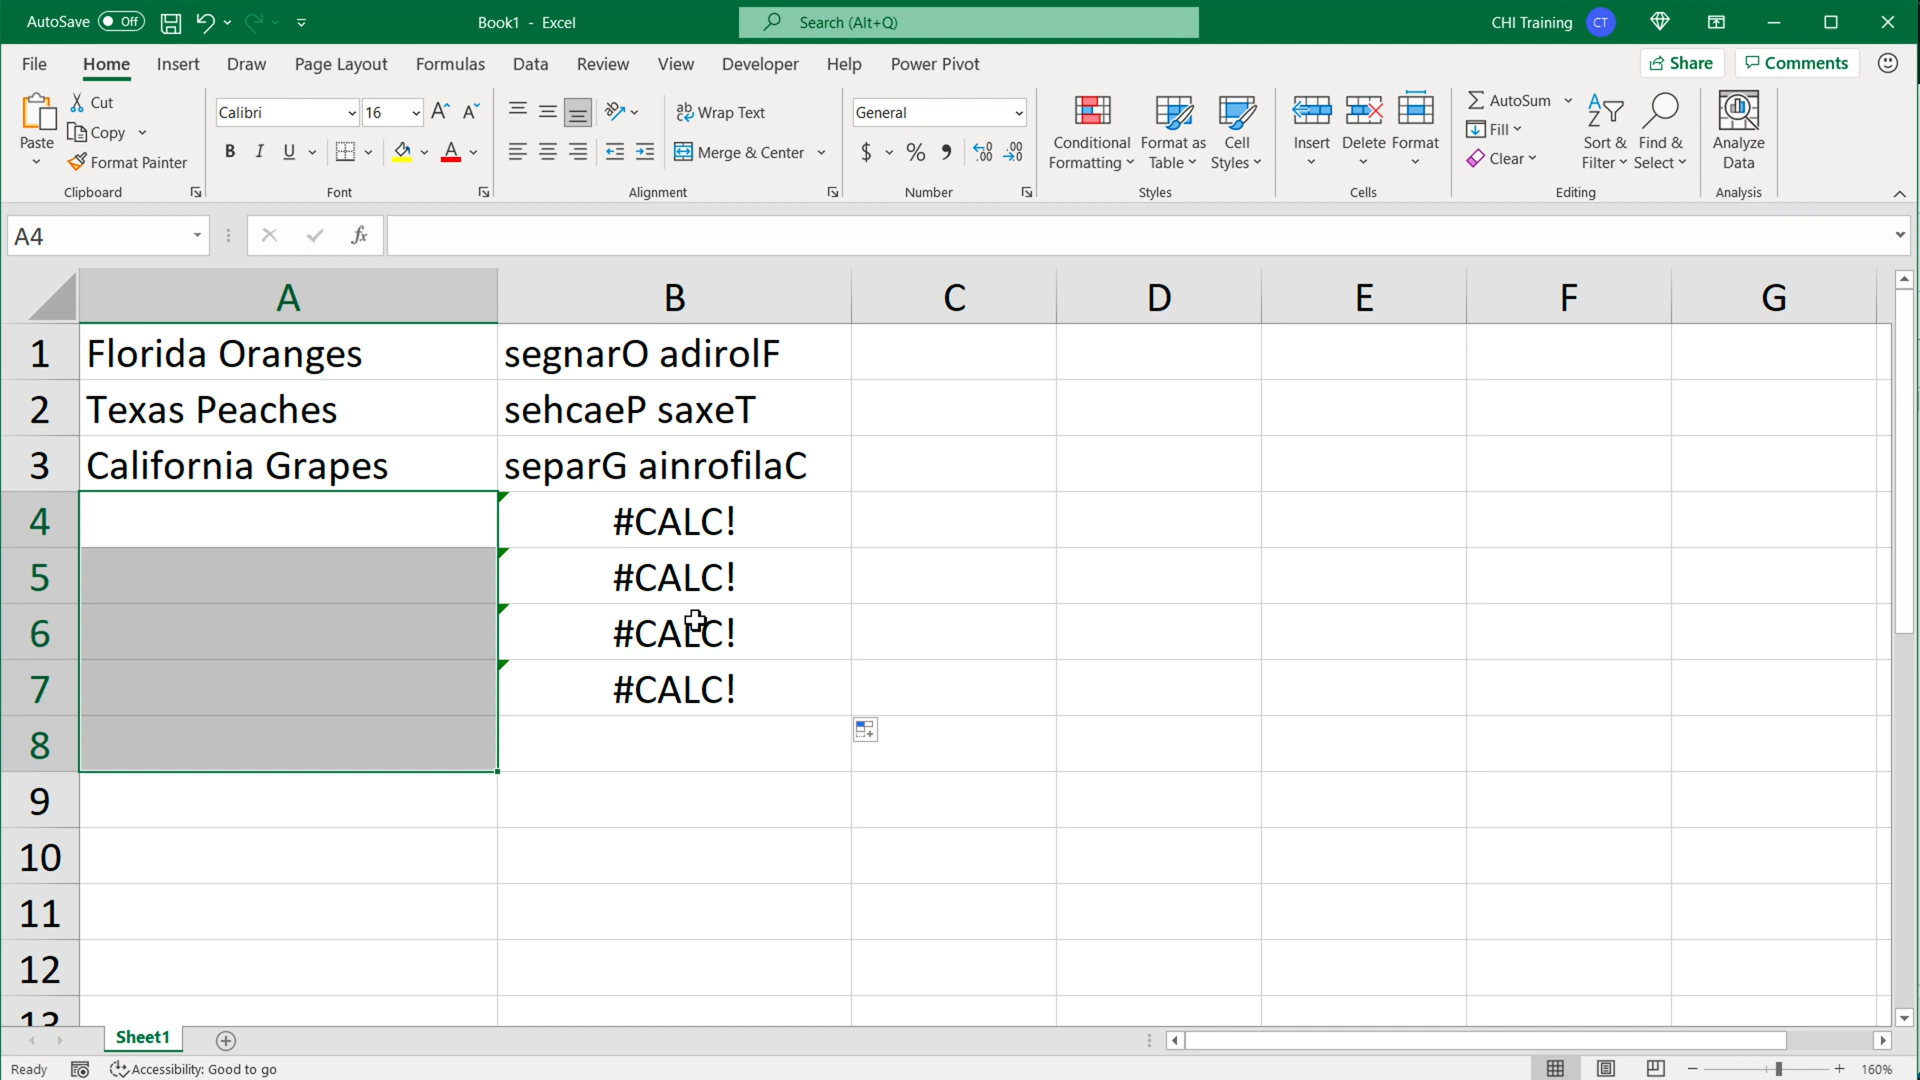 AutoSave Off Book1 - Excel Search (Alt+Q) CHI Training CT
File Home Insert Draw Page Layout Formulas Data Review View Developer Help Power Pivot Share Comments
Paste Cut Copy Format Painter Clipboard
Calibri 16 A A B I U A Font
ab Wrap Text Merge & Center Alignment
General $ % , .00 .00 Number
Conditional Formatting Format as Table Cell Styles Styles
Insert Delete Format Cells
AutoSum Fill Clear Sort & Filter Find & Select Editing
Analyze Data Analysis
A4 fx
A B C D E F G
1 Florida Oranges segnarO adirolF
2 Texas Peaches sehcaeP saxeT
3 California Grapes separG ainrofilaC
4 #CALC!
5 #CALC!
6 #CALC!
7 #CALC!
8
9
10
11
12
13
Sheet1
Ready Accessibility: Good to go 160%